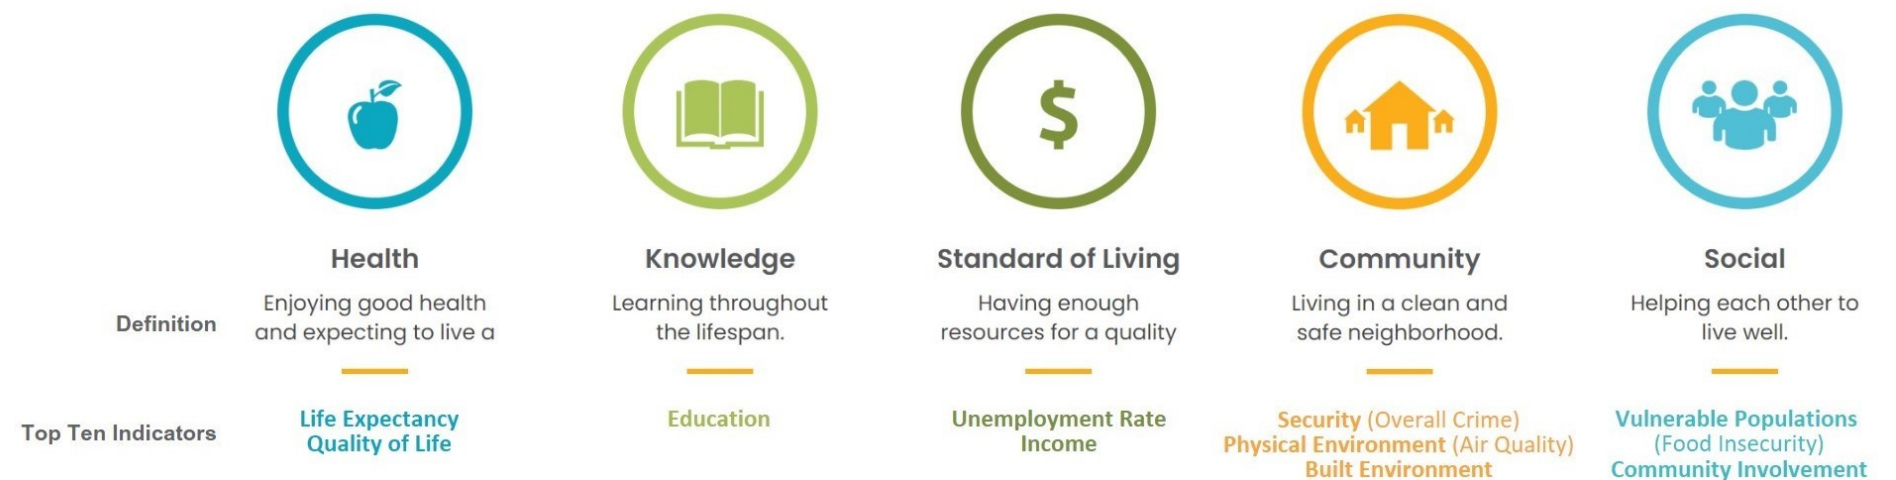 $
Health
Knowledge
Standard of Living
Community
Social
Definition
Enjoying good health
and expecting to live a
Learning throughout
the lifespan.
Having enough
resources for a quality
Living in a clean and
safe neighborhood.
Helping each other to
live well.
Top Ten Indicators
Life Expectancy
Quality of Life
Education
Unemployment Rate
Income
Security (Overall Crime)
Physical Environment (Air Quality)
Built Environment
Vulnerable Populations
(Food Insecurity)
Community Involvement